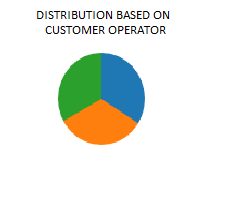 DISTRIBUTION BASED ON
CUSTOMER OPERATOR